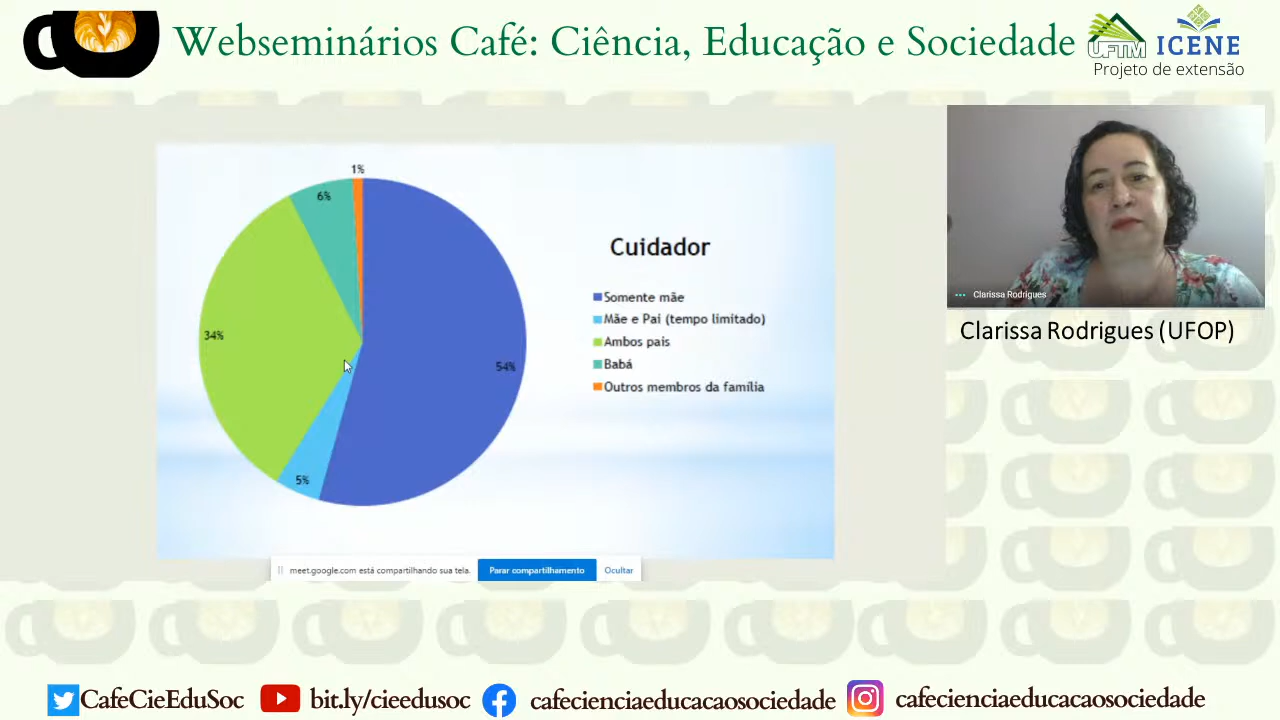 Webseminários Café: Ciência, Educação e Sociedade
UFTM ICENE
Projeto de extensão
1%
6%
34%
54%
5%
Cuidador
Somente mãe
Mãe e Pai (tempo limitado)
Ambos pais
Babá
Outros membros da família
Clarissa Rodrigues
Clarissa Rodrigues (UFOP)
meet.google.com está compartilhando sua tela.
Parar compartilhamento
Ocultar
CafeCieEduSoc
bit.ly/cieedusoc
cafecienciaeducacaosociedade
cafecienciaeducacaosociedade